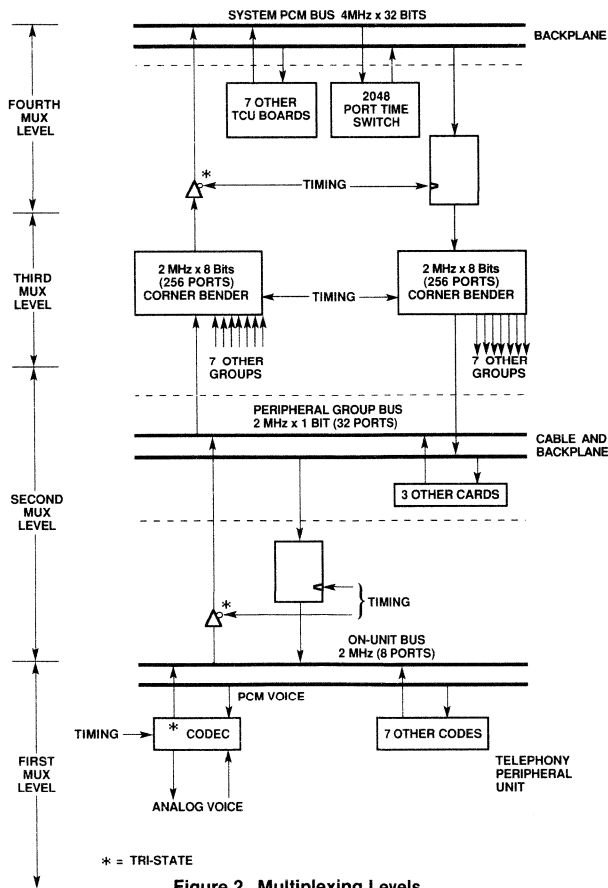 SYSTEM PCM BUS 4MHz x 32 BITS
BACKPLANE
FOURTH
MUX
LEVEL
7 OTHER
TCU BOARDS
2048
PORT TIME
SWITCH
*
TIMING
THIRD
MUX
LEVEL
2 MHz x 8 Bits
(256 PORTS)
CORNER BENDER
TIMING
2 MHz x 8 Bits
(256 PORTS)
CORNER BENDER
7 OTHER
GROUPS
7 OTHER
GROUPS
PERIPHERAL GROUP BUS
2 MHz x 1 BIT (32 PORTS)
CABLE AND
BACKPLANE
SECOND
MUX
LEVEL
3 OTHER CARDS
*
TIMING
ON-UNIT BUS
2 MHz (8 PORTS)
PCM VOICE
FIRST
MUX
LEVEL
TIMING
* CODEC
7 OTHER CODES
TELEPHONY
PERIPHERAL
UNIT
ANALOG VOICE
* = TRI-STATE
Figure 2. Multiplexing Levels